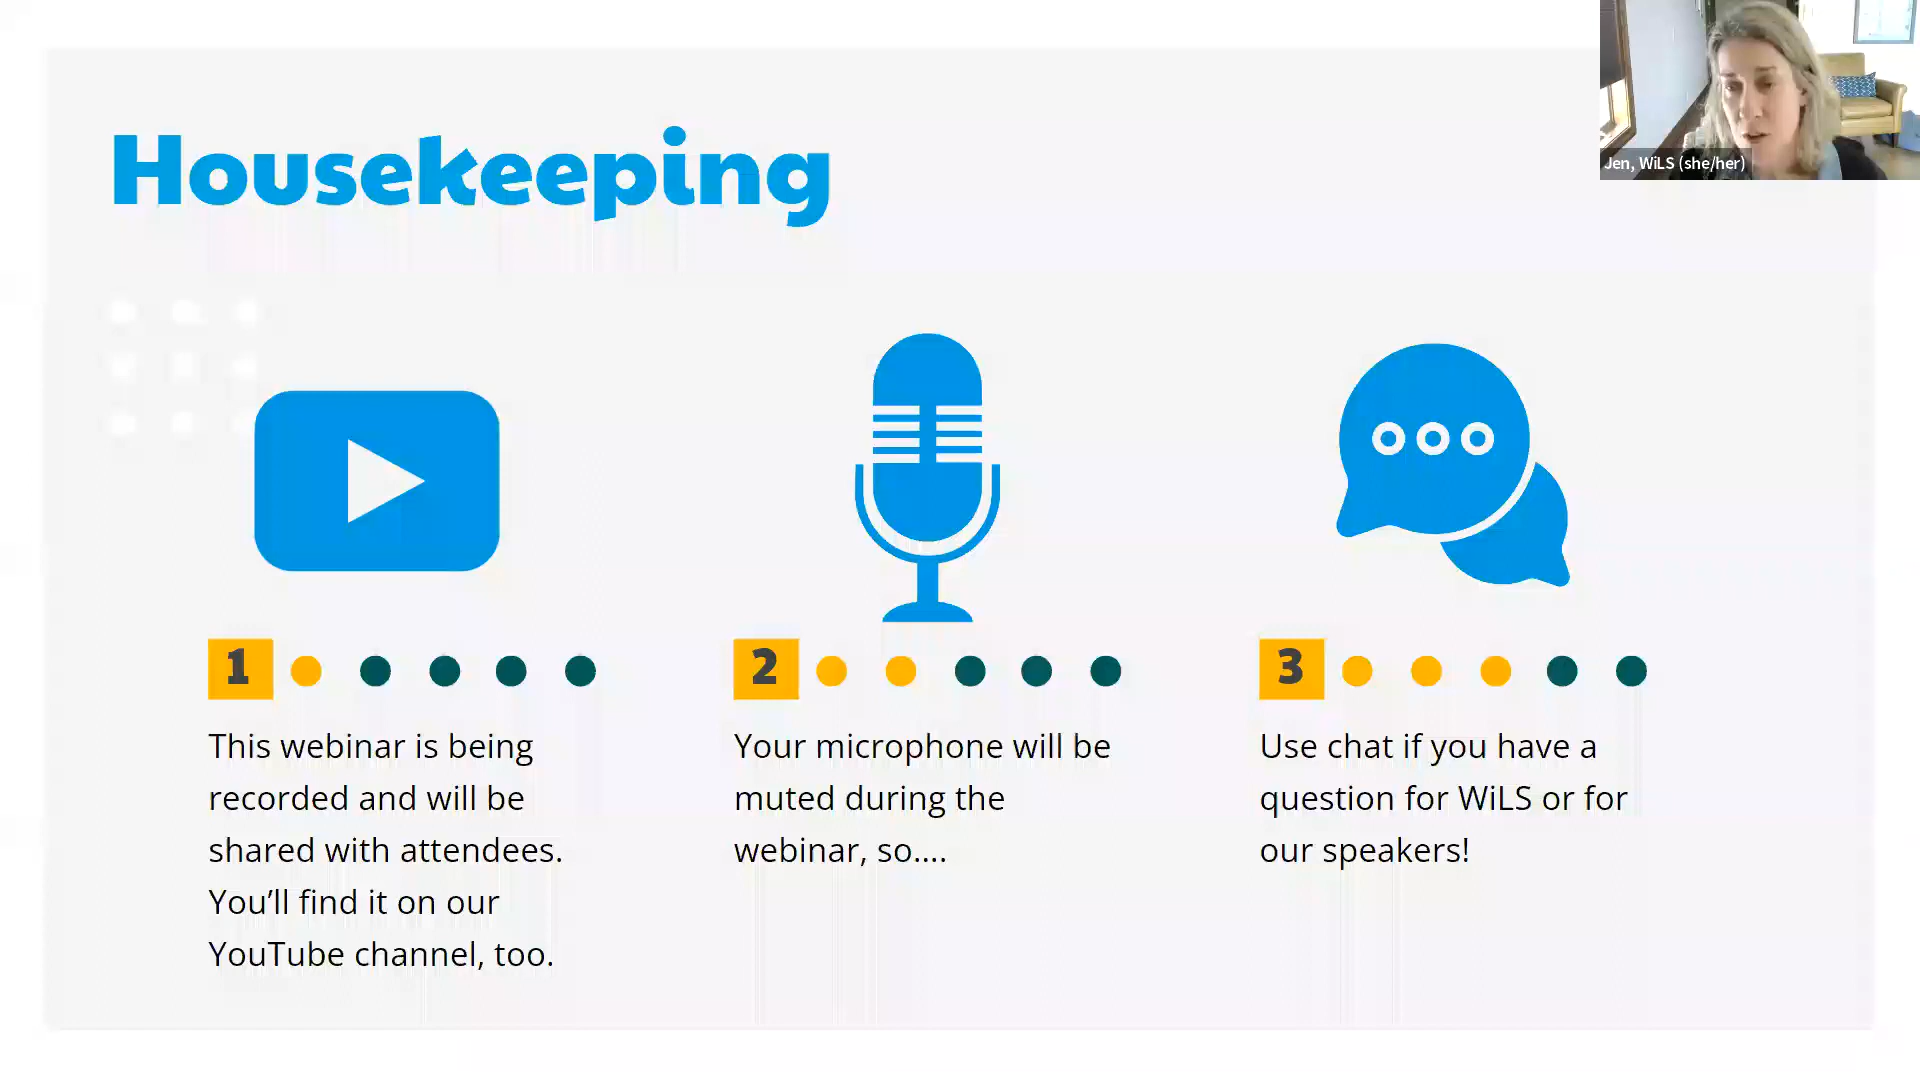 Housekeeping
Jen, WiLS (she/her)
1
This webinar is being
recorded and will be
shared with attendees.
You’ll find it on our
YouTube channel, too.
2
Your microphone will be
muted during the
webinar, so....
3
Use chat if you have a
question for WiLS or for
our speakers!